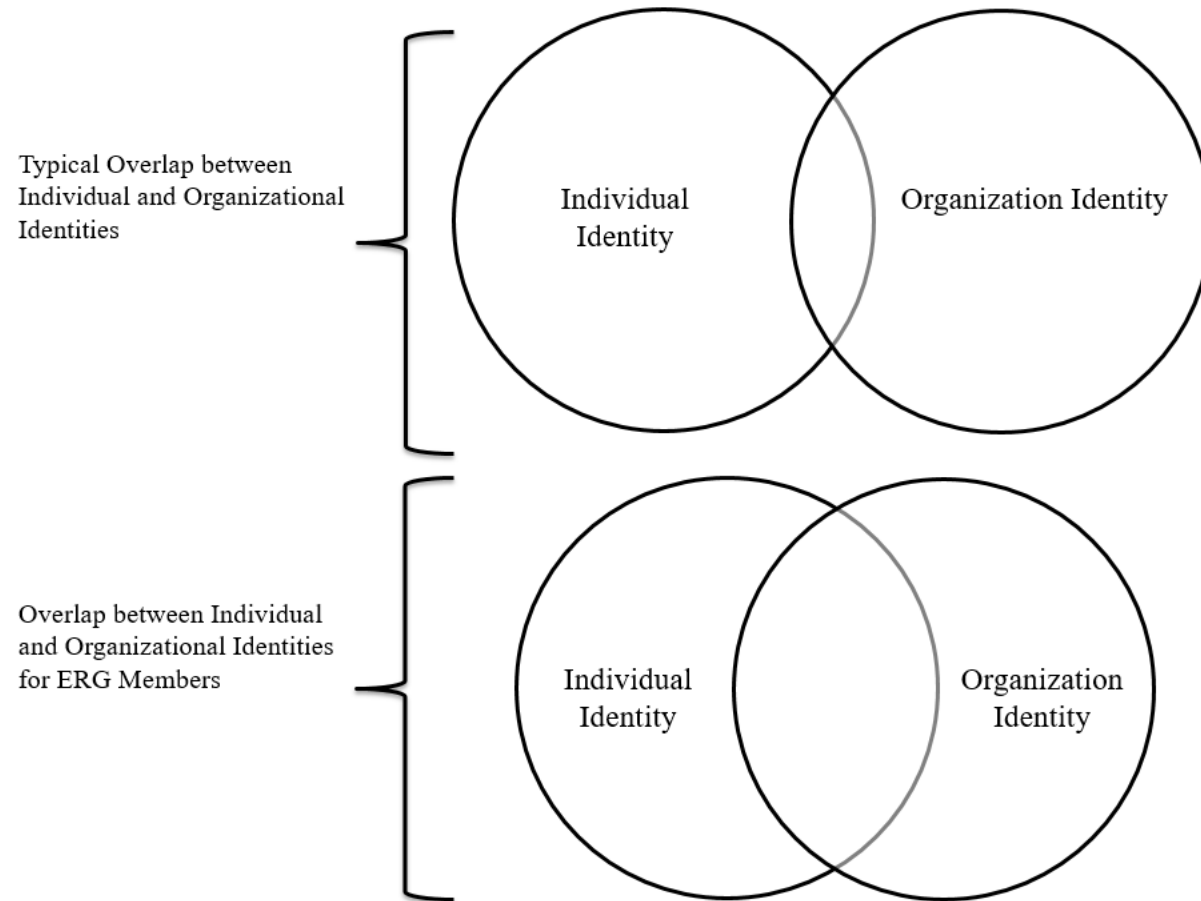 Typical Overlap between
Individual and Organizational
Identities
Individual
Identity
Organization Identity
Overlap between Individual
and Organizational Identities
for ERG Members
Individual
Identity
Organization
Identity